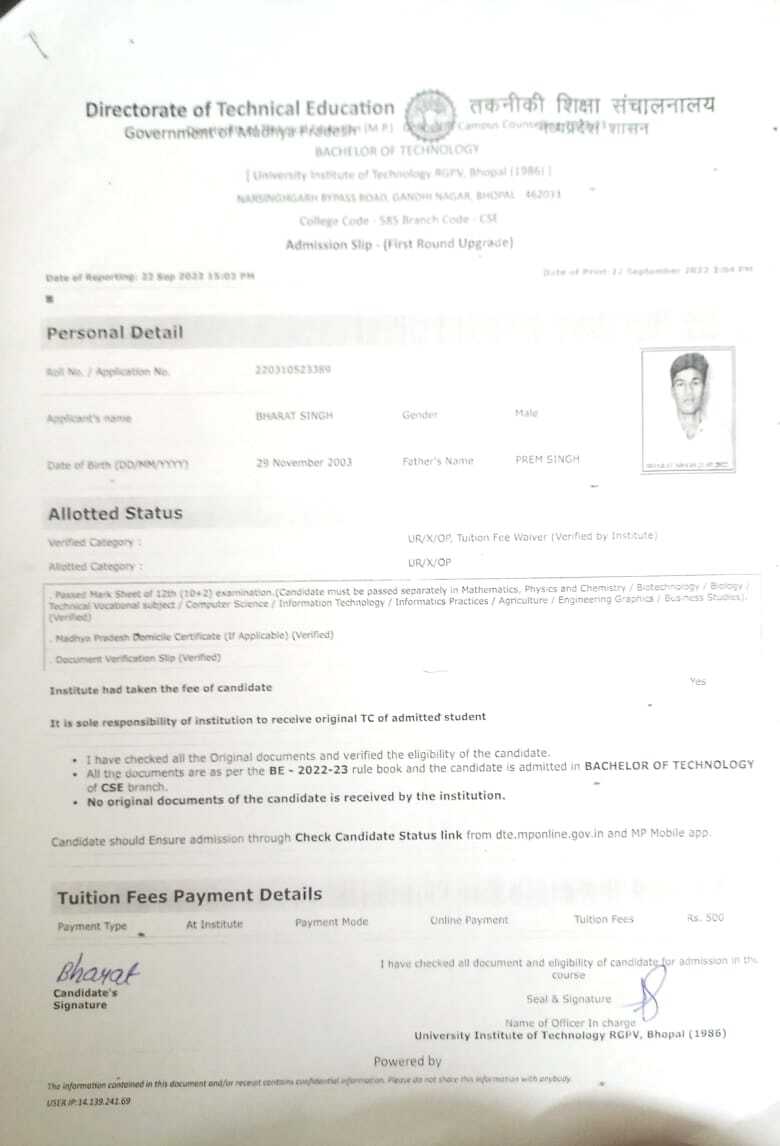 Directorate of Technical Education तकनीकी शिक्षा संचालनालय
Government of Madhya Pradesh (M.P.) Campus मध्यप्रदेश शासन
BACHELOR OF TECHNOLOGY
[ University Institute of Technology RGPV, Bhopal (1986) ]
NARSINGHGARH BYPASS ROAD, GANDHI NAGAR, BHOPAL 462033
College Code - 585 Branch Code - CSE
Admission Slip - (First Round Upgrade)
Date of Reporting: 22 Sep 2022 15:03 PM Date of Print 22 September 2022 3:04 PM
Personal Detail
Roll No. / Application No. 220310523389
Applicant's name BHARAT SINGH Gender Male
Date of Birth (DD/MM/YYYY) 29 November 2003 Father's Name PREM SINGH
Allotted Status
Verified Category : UR/X/OP, Tuition Fee Waiver (Verified by Institute)
Allotted Category : UR/X/OP
. Passed Mark Sheet of 12th (10+2) examination.(Candidate must be passed separately in Mathematics, Physics and Chemistry / Biotechnology / Biology /
Technical Vocational subject / Computer Science / Information Technology / Informatics Practices / Agriculture / Engineering Graphics / Business Studies).
(Verified)
. Madhya Pradesh Domicile Certificate (If Applicable) (Verified)
. Document Verification Slip (Verified)
Institute had taken the fee of candidate Yes
It is sole responsibility of institution to receive original TC of admitted student
• I have checked all the Original documents and verified the eligibility of the candidate.
• All the documents are as per the BE - 2022-23 rule book and the candidate is admitted in BACHELOR OF TECHNOLOGY
of CSE branch.
• No original documents of the candidate is received by the institution.
Candidate should Ensure admission through Check Candidate Status link from dte.mponline.gov.in and MP Mobile app.
Tuition Fees Payment Details
Payment Type At Institute Payment Mode Online Payment Tuition Fees Rs. 500
Bharat
Candidate's
Signature
I have checked all document and eligibility of candidate for admission in the
course
Seal & Signature
Name of Officer In charge
University Institute of Technology RGPV, Bhopal (1986)
Powered by
The information contained in this document and/or receipt contains confidential information. Please do not share this information with anybody.
USER IP:14.139.241.69